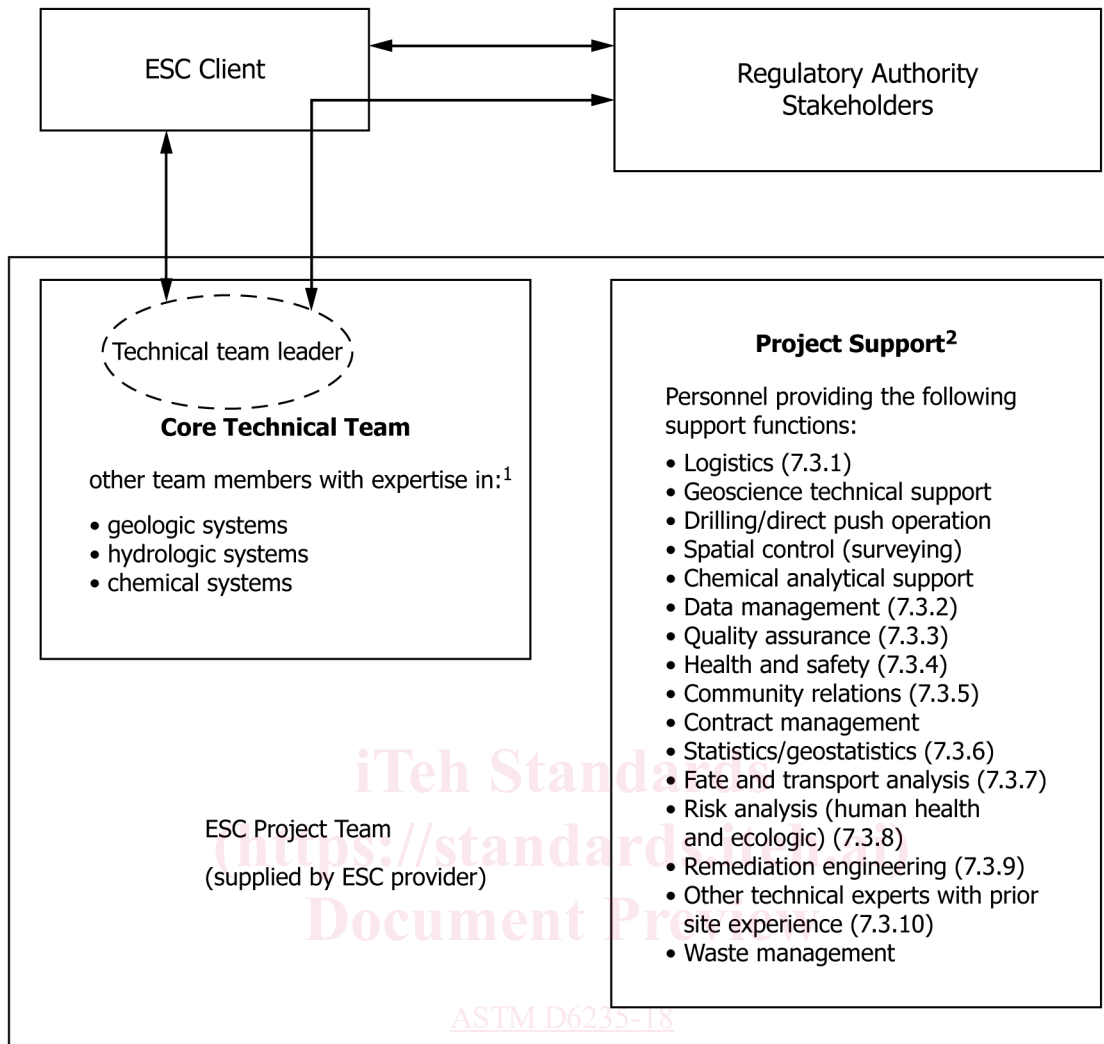 ESC Client
Regulatory Authority
Stakeholders
Technical team leader
Core Technical Team
other team members with expertise in:1
• geologic systems
• hydrologic systems
• chemical systems
Project Support2
Personnel providing the following
support functions:
• Logistics (7.3.1)
• Geoscience technical support
• Drilling/direct push operation
• Spatial control (surveying)
• Chemical analytical support
• Data management (7.3.2)
• Quality assurance (7.3.3)
• Health and safety (7.3.4)
• Community relations (7.3.5)
• Contract management
• Statistics/geostatistics (7.3.6)
• Fate and transport analysis (7.3.7)
• Risk analysis (human health
and ecologic) (7.3.8)
• Remediation engineering (7.3.9)
• Other technical experts with prior
site experience (7.3.10)
• Waste management
ESC Project Team
(supplied by ESC provider)
iTeh Standards
(https://standards.iteh.ai)
Document Preview
ASTM D6235-18